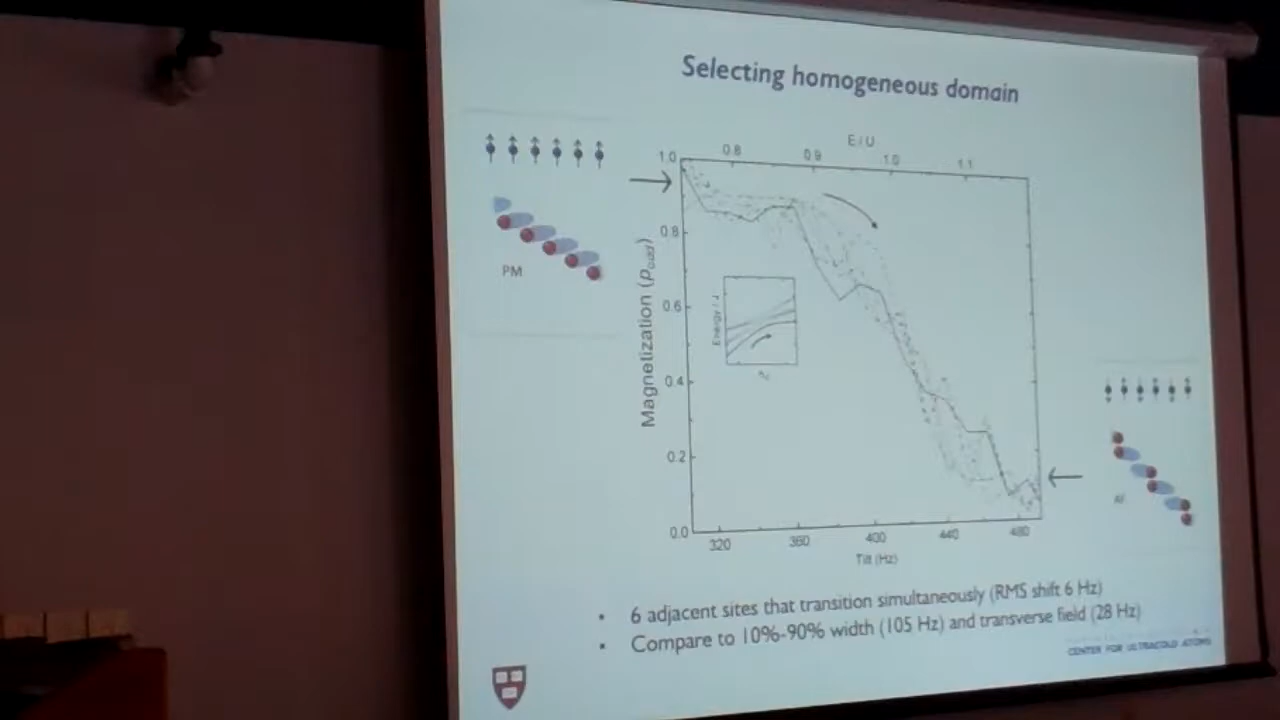 Selecting homogeneous domain
E / U
0.8 0.9 1.0 1.1
1.0
0.8
0.6
0.4
0.2
0.0
Magnetization (p_odd)
Energy / J
PM
AF
320 360 400 440 480
Tilt (Hz)
• 6 adjacent sites that transition simultaneously (RMS shift 6 Hz)
• Compare to 10%-90% width (105 Hz) and transverse field (28 Hz)
CENTER FOR ULTRACOLD ATOMS